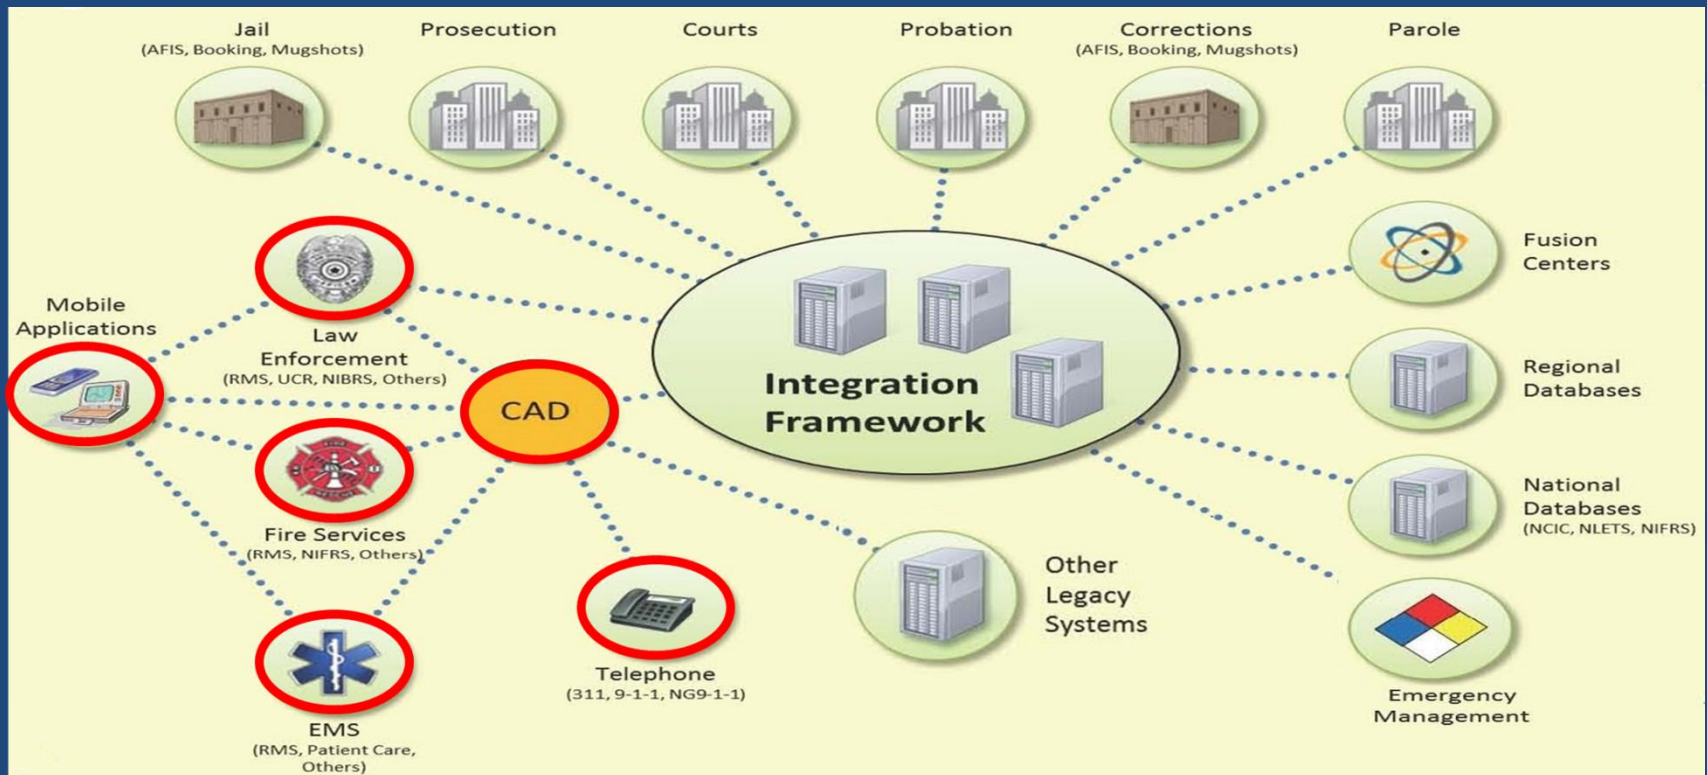 Jail
(AFIS, Booking, Mugshots)
Prosecution
Courts
Probation
Corrections
(AFIS, Booking, Mugshots)
Parole
Fusion
Centers
Mobile
Applications
Law
Enforcement
(RMS, UCR, NIBRS, Others)
Integration
Framework
Regional
Databases
CAD
National
Databases
(NCIC, NLETS, NIFRS)
Fire Services
(RMS, NIFRS, Others)
Other
Legacy
Systems
Telephone
(311, 9-1-1, NG9-1-1)
Emergency
Management
EMS
(RMS, Patient Care,
Others)